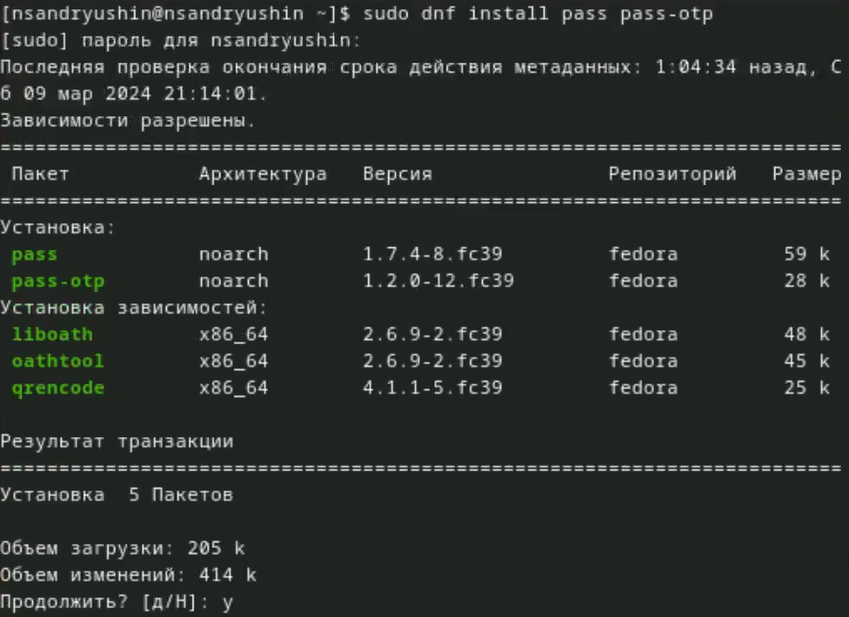 [nsandryushin@nsandryushin ~]$ sudo dnf install pass pass-otp
[sudo] пароль для nsandryushin:
Последняя проверка окончания срока действия метаданных: 1:04:34 назад, С
б 09 мар 2024 21:14:01.
Зависимости разрешены.
========================================================================
 Пакет           Архитектура   Версия               Репозиторий   Размер
========================================================================
Установка:
 pass            noarch        1.7.4-8.fc39         fedora         59 k
 pass-otp        noarch        1.2.0-12.fc39        fedora         28 k
Установка зависимостей:
 liboath         x86_64        2.6.9-2.fc39         fedora         48 k
 oathtool        x86_64        2.6.9-2.fc39         fedora         45 k
 qrencode        x86_64        4.1.1-5.fc39         fedora         25 k
Результат транзакции
========================================================================
Установка  5 Пакетов
Объем загрузки: 205 k
Объем изменений: 414 k
Продолжить? [д/Н]: y